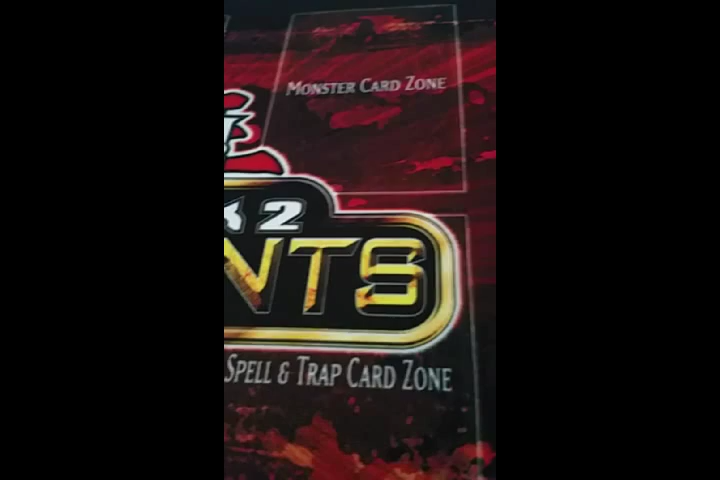 MONSTER CARD ZONE
2
NTS
SPELL & TRAP CARD ZONE